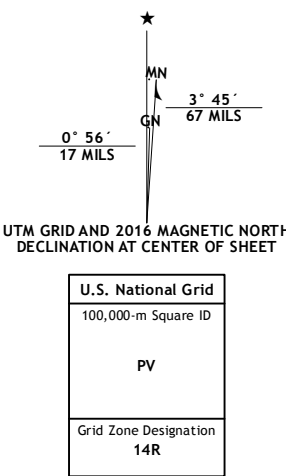 ★
MN
3° 45´
67 MILS
GN
0° 56´
17 MILS
UTM GRID AND 2016 MAGNETIC NORTH
DECLINATION AT CENTER OF SHEET
U.S. National Grid
100,000-m Square ID
PV
Grid Zone Designation
14R